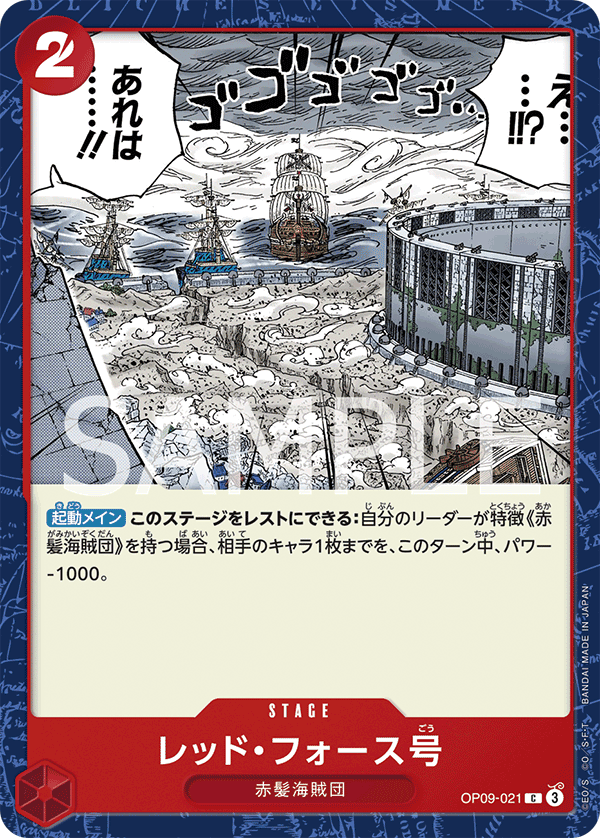 2
え…
…!!?
あれは
……!!
ゴゴゴゴゴ…
SAMPLE
起動メイン このステージをレストにできる:自分のリーダーが特徴《赤
髪海賊団》を持つ場合、相手のキャラ1枚までを、このターン中、パワー
-1000。
STAGE
レッド・フォース号
赤髪海賊団
OP09-021 C 3
©E.O./S. ©O./S.F.T. BANDAI MADE IN JAPAN